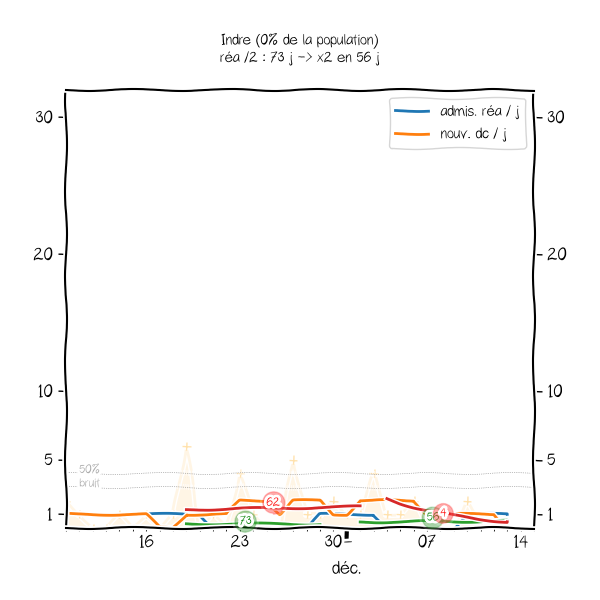 Indre (0% de la population)
réa /2 : 73 j -> x2 en 56 j
admis. réa / j
nouv. dc / j
30 30
20 20
10 10
5 5
50%
bruit
1 1
62
73
56
4
16 23 30 07 14
déc.